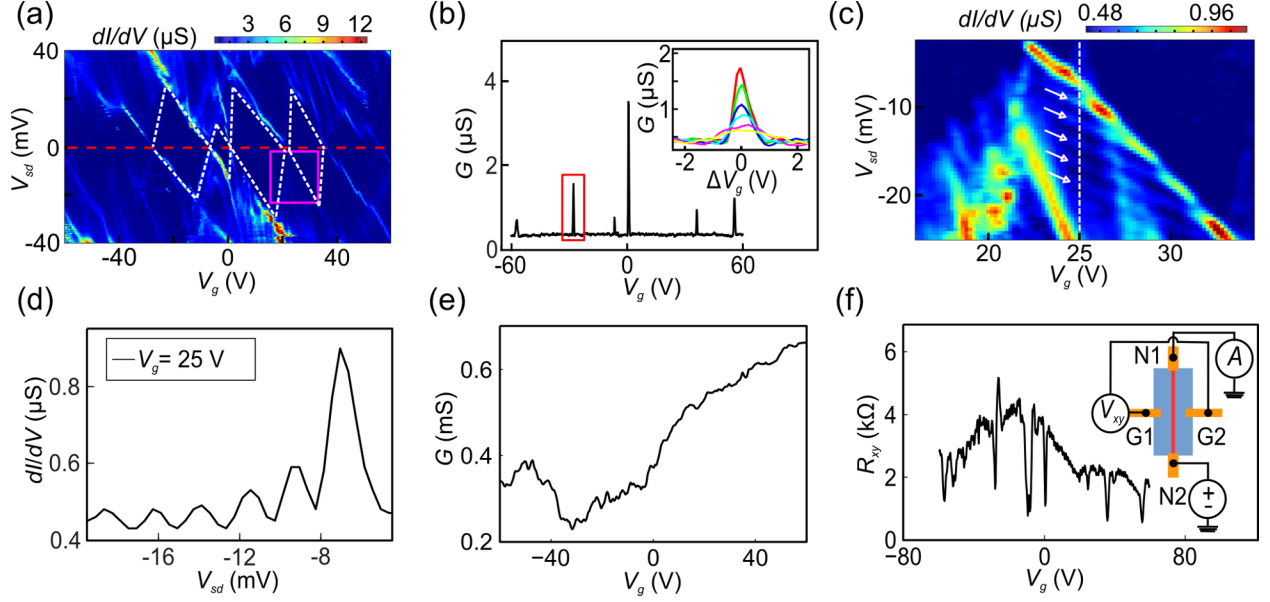 (a)
dI/dV (μS)
3 6 9 12
40
0
-40
V_sd (mV)
-40 0 40
V_g (V)
(b)
4
2
0
G (μS)
-60 0 60
V_g (V)
2
1
G (μS)
-2 0 2
ΔV_g (V)
(c)
dI/dV (μS)
0.48 0.96
-10
-20
V_sd (mV)
20 25 30
V_g (V)
(d)
V_g= 25 V
0.8
0.6
0.4
dI/dV (μS)
-16 -12 -8
V_sd (mV)
(e)
0.6
0.4
0.2
G (mS)
−40 0 40
V_g (V)
(f)
6
4
2
0
R_xy (kΩ)
−80 0 80
V_g (V)
N1
A
V_xy
G1 G2
N2
+
-